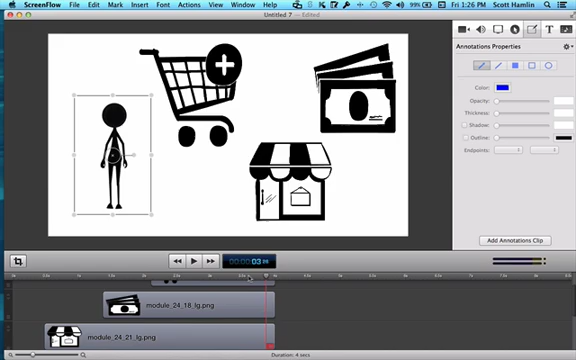 ScreenFlow File Edit Mark Insert Font Actions View Window Help 99% Fri 1:26 PM Scott Hamlin
Untitled 7 — Edited
Annotations Properties
Color:
Opacity:
Thickness:
Shadow:
Outline:
Endpoints:
Add Annotations Clip
module_24_18_lg.png
module_24_21_lg.png
Duration: 4 secs